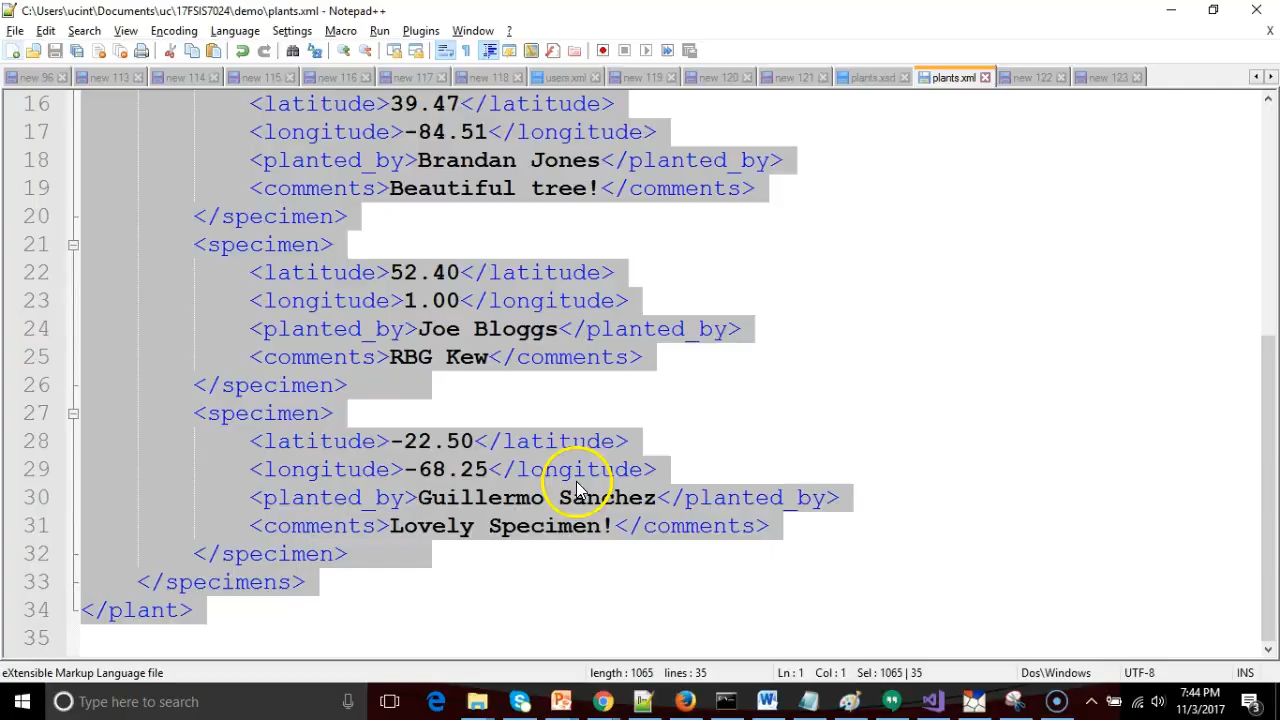 C:\Users\ucint\Documents\uc\17FSIS7024\demo\plants.xml - Notepad++
File Edit Search View Encoding Language Settings Macro Run Plugins Window ? X
new 96 new 113 new 114 new 115 new 116 new 117 new 118 users.xml new 119 new 120 new 121 plants.xsd plants.xml new 122 new 123
16 <latitude>39.47</latitude>
17 <longitude>-84.51</longitude>
18 <planted_by>Brandan Jones</planted_by>
19 <comments>Beautiful tree!</comments>
20 </specimen>
21 <specimen>
22 <latitude>52.40</latitude>
23 <longitude>1.00</longitude>
24 <planted_by>Joe Bloggs</planted_by>
25 <comments>RBG Kew</comments>
26 </specimen>
27 <specimen>
28 <latitude>-22.50</latitude>
29 <longitude>-68.25</longitude>
30 <planted_by>Guillermo Sanchez</planted_by>
31 <comments>Lovely Specimen!</comments>
32 </specimen>
33 </specimens>
34 </plant>
35
eXtensible Markup Language file length : 1065 lines : 35 Ln : 1 Col : 1 Sel : 1065 | 35 Dos\Windows UTF-8 INS
Type here to search 7:44 PM
11/3/2017